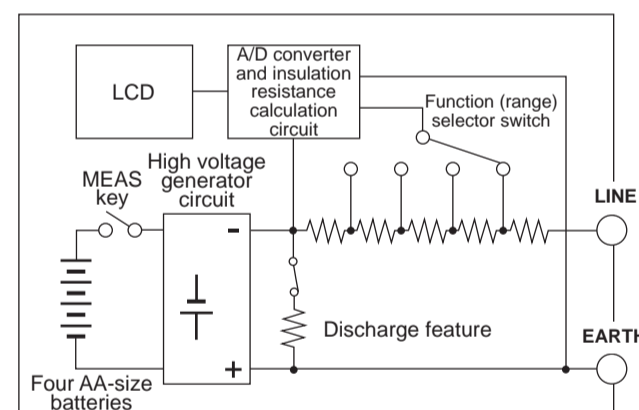 A/D converter
and insulation
resistance
calculation
circuit
LCD
Function (range)
selector switch
MEAS
key
High voltage
generator
circuit
LINE
-
+
Discharge feature
EARTH
Four AA-size
batteries